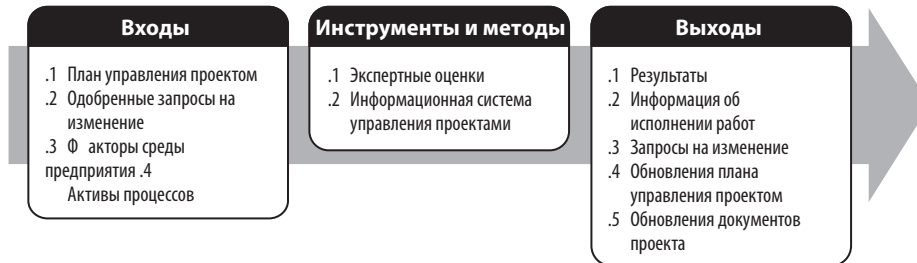 Входы
.1 План управления проектом
.2 Одобренные запросы на
изменение
.3 Ф акторы среды
предприятия .4
Активы процессов
Инструменты и методы
.1 Экспертные оценки
.2 Информационная система
управления проектами
Выходы
.1 Результаты
.2 Информация об
исполнении работ
.3 Запросы на изменение
.4 Обновления плана
управления проектом
.5 Обновления документов
проекта